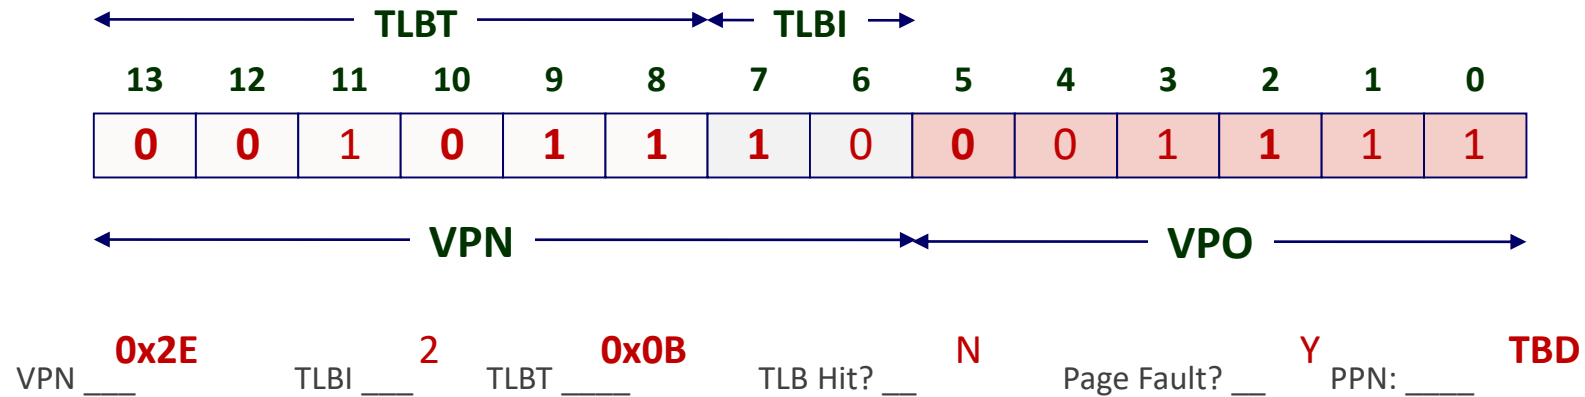 TLBT TLBI
13 12 11 10 9 8 7 6 5 4 3 2 1 0
0 0 1 0 1 1 1 0 0 0 1 1 1 1
VPN VPO
0x2E 2 0x0B N Y TBD
VPN ___ TLBI ___ TLBT ____ TLB Hit? __ Page Fault? __ PPN: ____